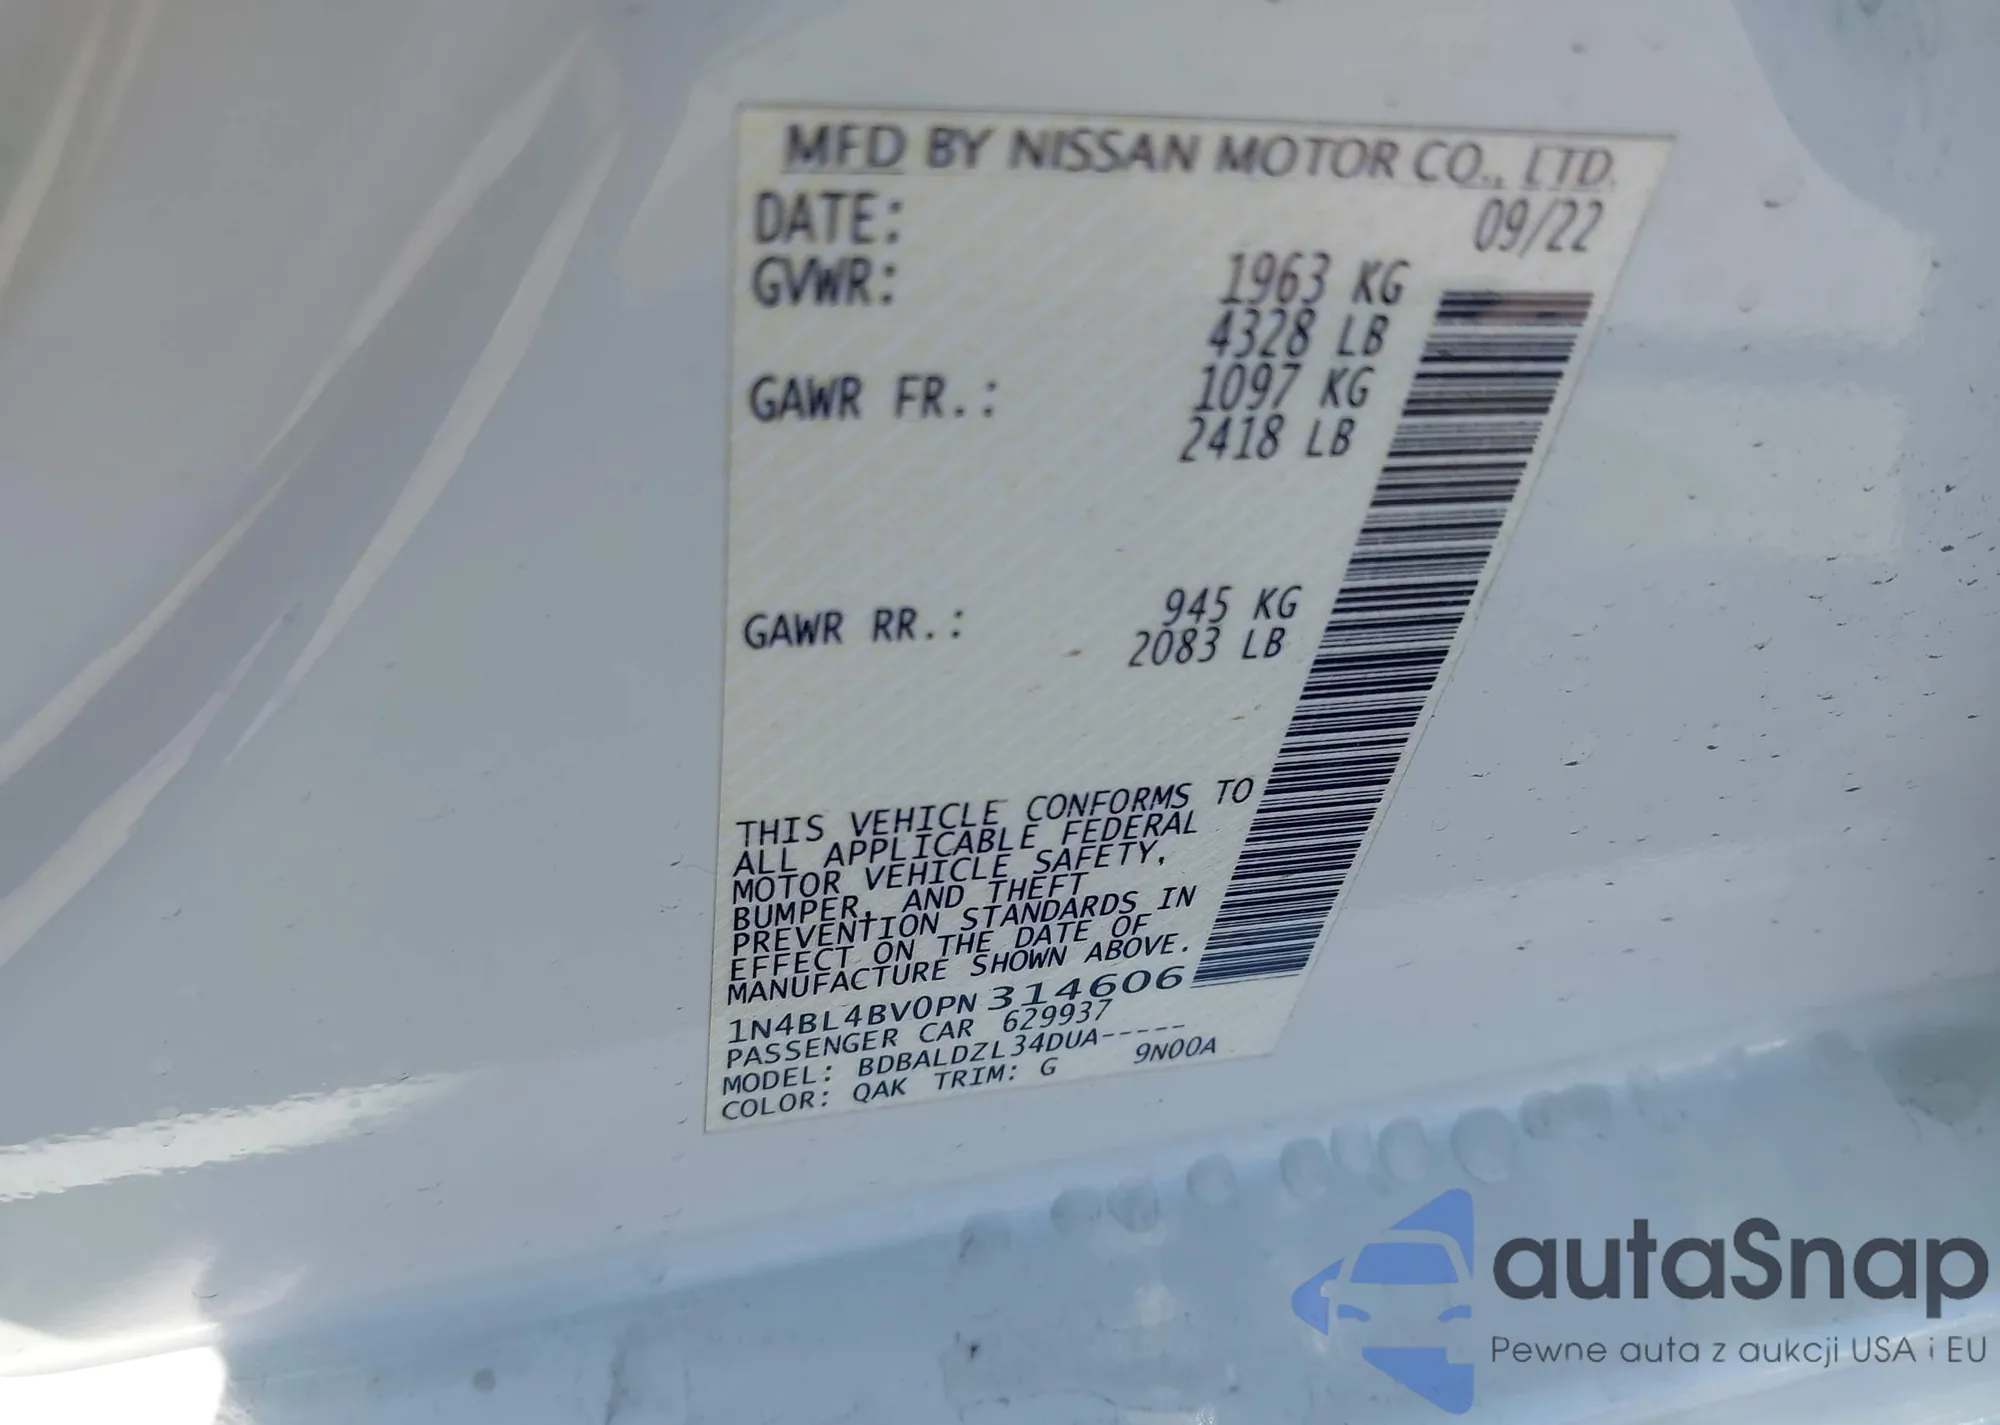 MFD BY NISSAN MOTOR CO., LTD.
DATE: 09/22
GVWR: 1963 KG
4328 LB
GAWR FR.: 1097 KG
2418 LB
GAWR RR.: 945 KG
2083 LB
THIS VEHICLE CONFORMS TO
ALL APPLICABLE FEDERAL
MOTOR VEHICLE SAFETY,
BUMPER, AND THEFT
PREVENTION STANDARDS IN
EFFECT ON THE DATE OF
MANUFACTURE SHOWN ABOVE.
1N4BL4BV0PN314606
PASSENGER CAR 629937
MODEL: BDBALDZL34DUA-----
COLOR: QAK TRIM: G 9N00A
autaSnap
Pewne auta z aukcji USA i EU